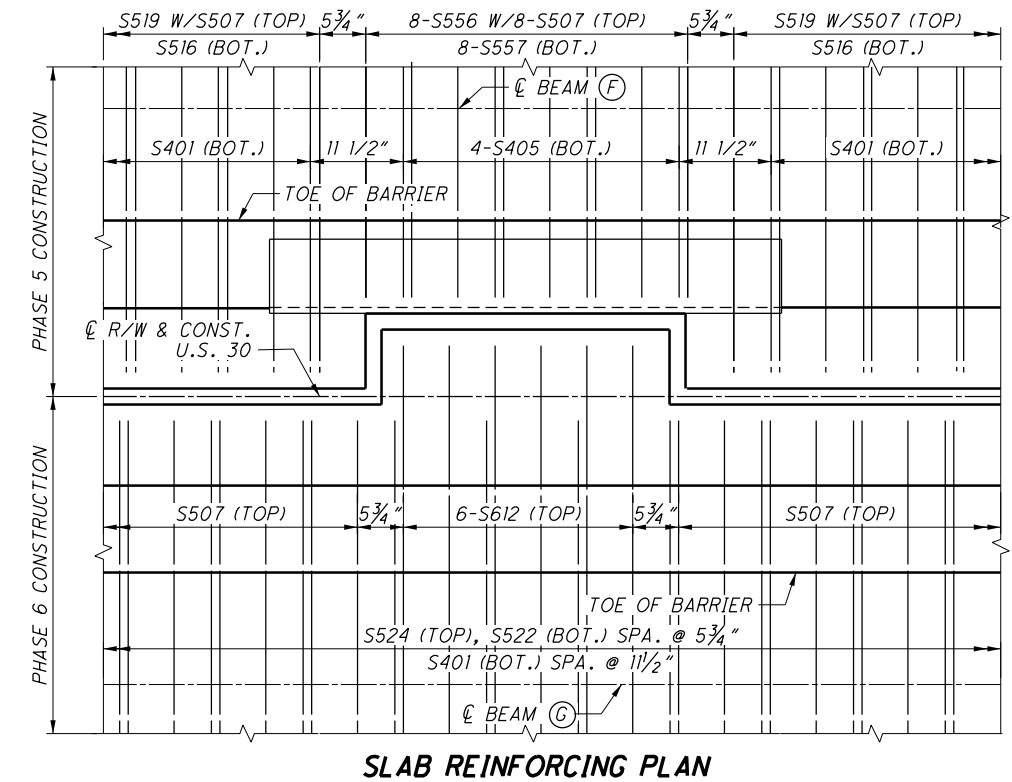 S519 W/S507 (TOP) 5¾" 8-S556 W/8-S507 (TOP) 5¾" S519 W/S507 (TOP)
S516 (BOT.) 8-S557 (BOT.) S516 (BOT.)
℄ BEAM F
S401 (BOT.) 11 1/2" 4-S405 (BOT.) 11 1/2" S401 (BOT.)
TOE OF BARRIER
PHASE 5 CONSTRUCTION
℄ R/W & CONST.
U.S. 30
PHASE 6 CONSTRUCTION
S507 (TOP) 5¾" 6-S612 (TOP) 5¾" S507 (TOP)
TOE OF BARRIER
S524 (TOP), S522 (BOT.) SPA. @ 5¾"
S401 (BOT.) SPA. @ 11½"
℄ BEAM G
SLAB REINFORCING PLAN